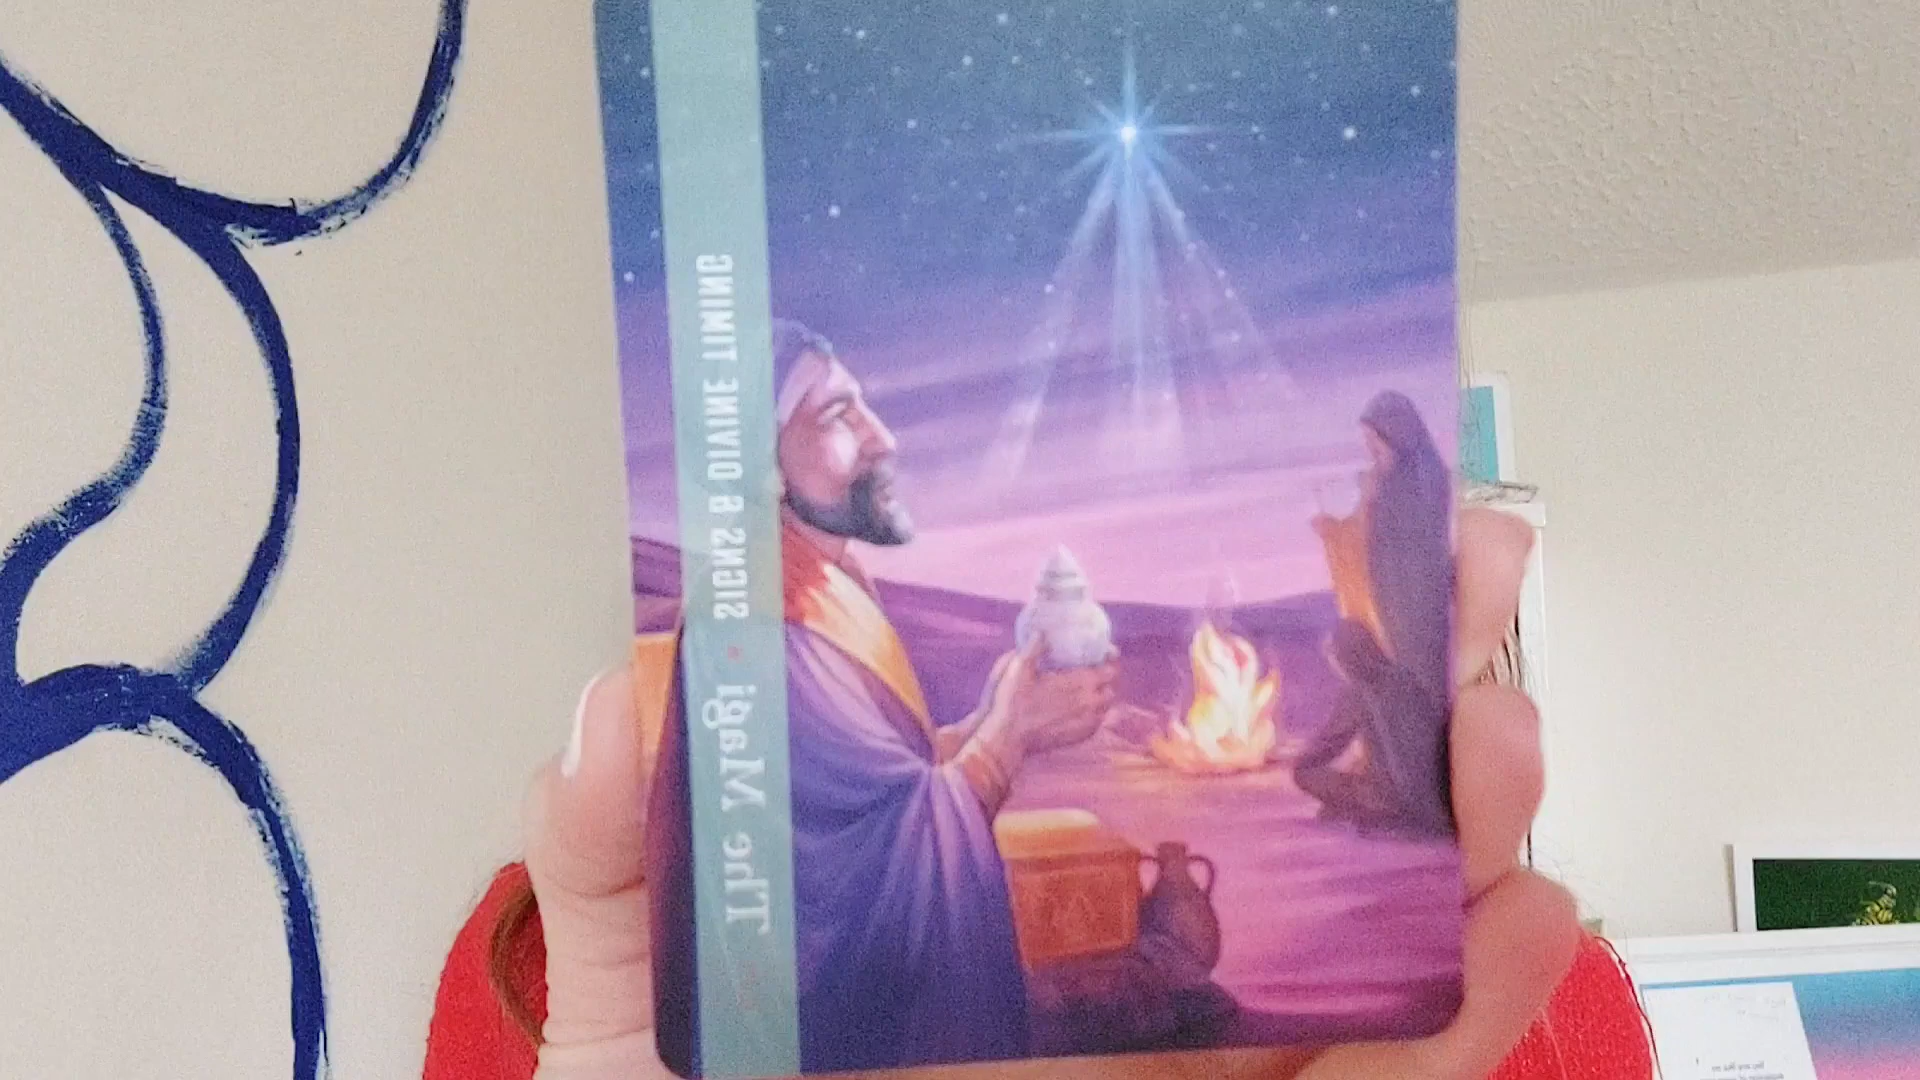 The Magi • SIGNS & DIVINE TIMING